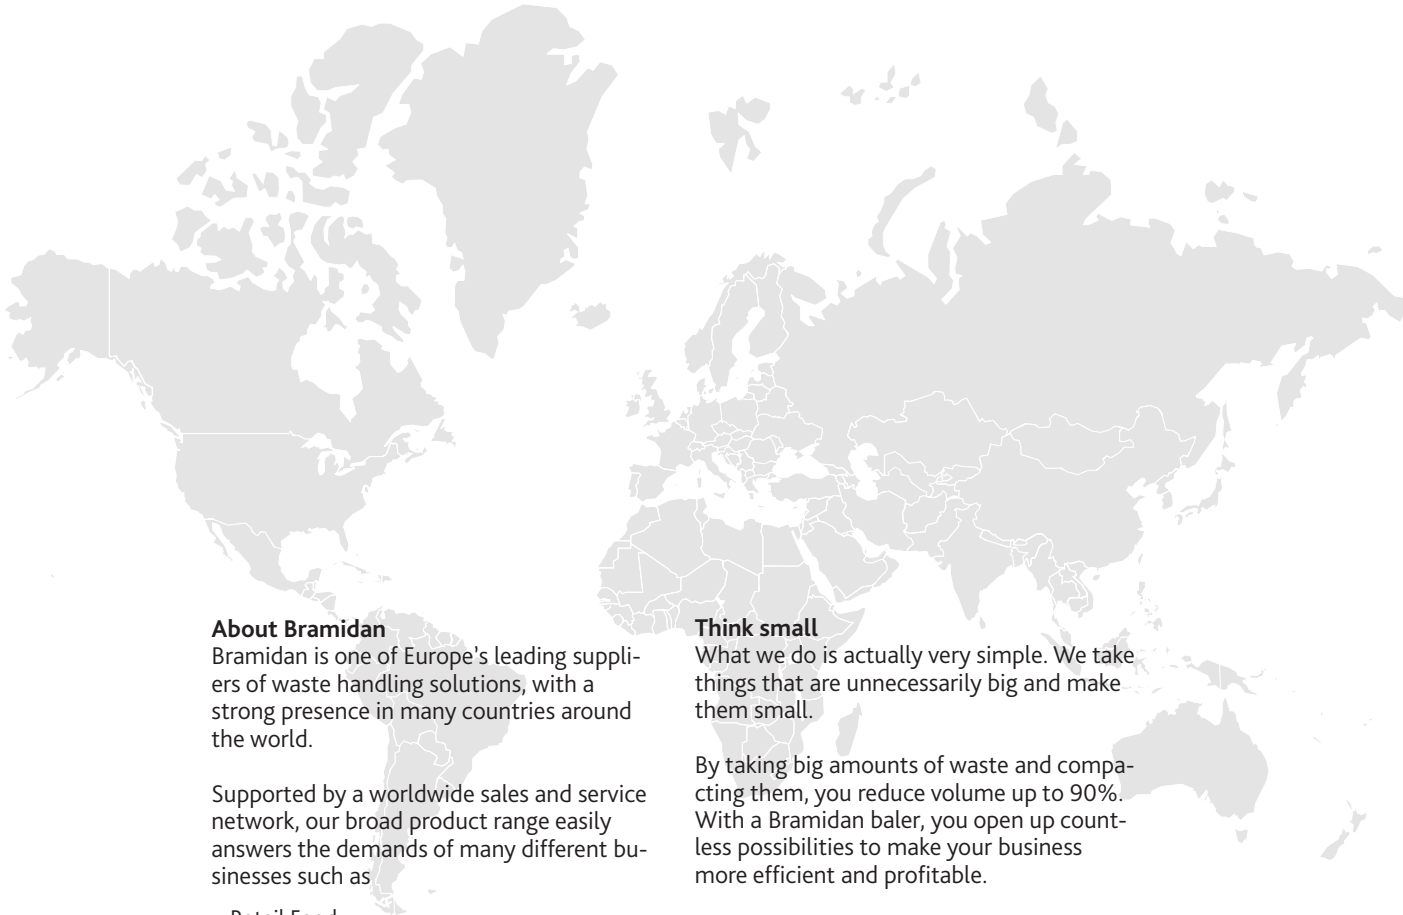 About Bramidan
Bramidan is one of Europe's leading suppli-
ers of waste handling solutions, with a
strong presence in many countries around
the world.
Supported by a worldwide sales and service
network, our broad product range easily
answers the demands of many different bu-
sinesses such as
Retail Food
Think small
What we do is actually very simple. We take
things that are unnecessarily big and make
them small.
By taking big amounts of waste and compa-
cting them, you reduce volume up to 90%.
With a Bramidan baler, you open up count-
less possibilities to make your business
more efficient and profitable.